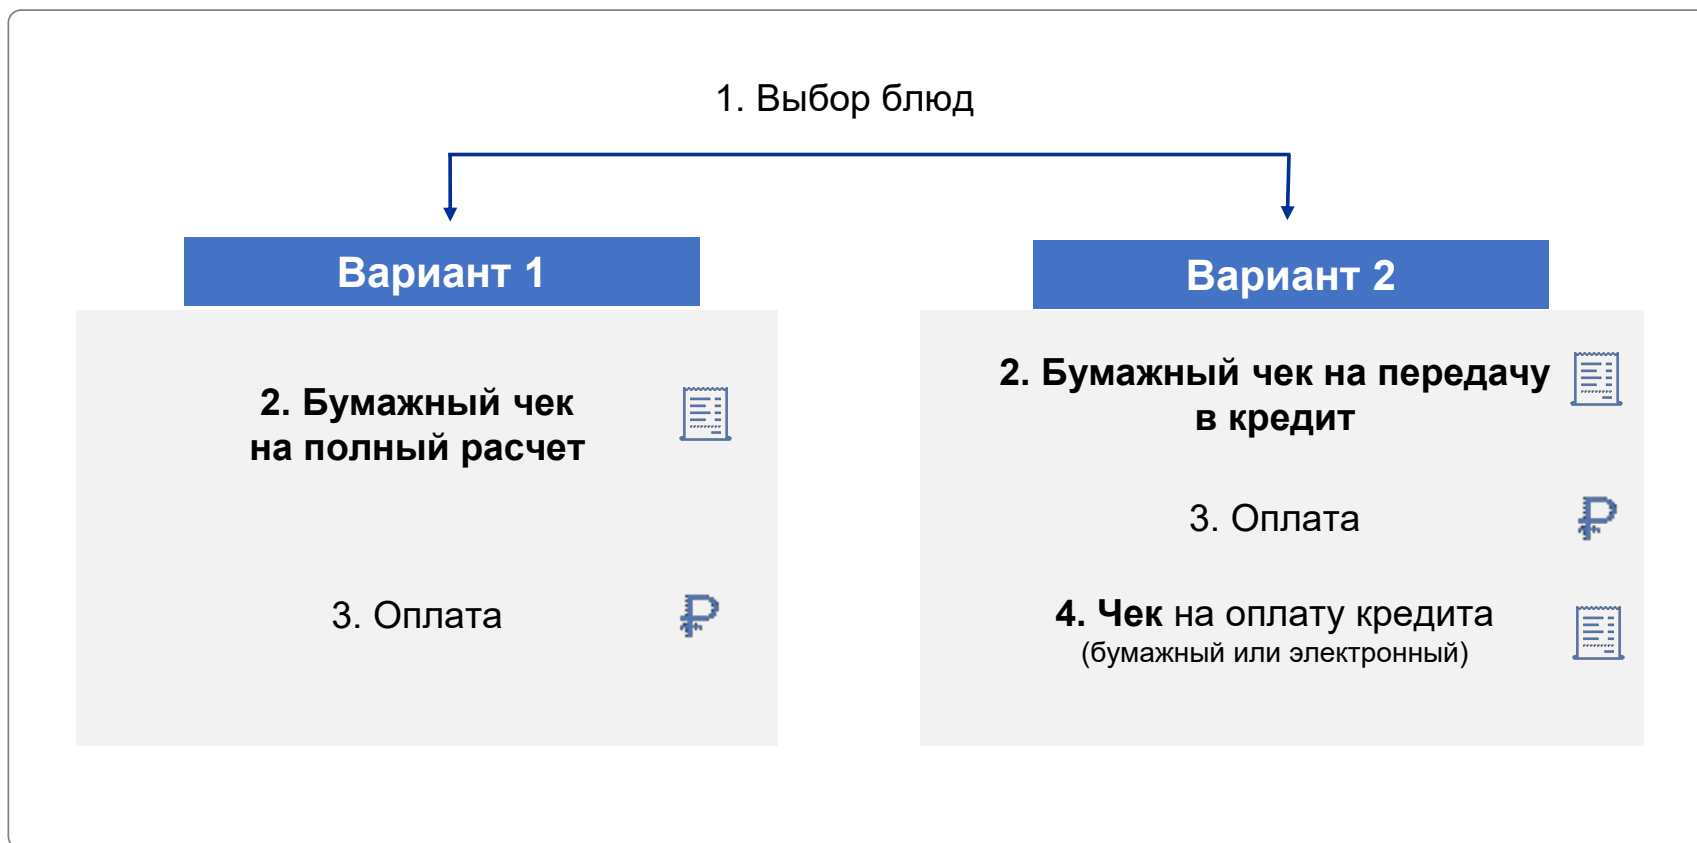 1. Выбор блюд
Вариант 1
2. Бумажный чек
на полный расчет
3. Оплата
Вариант 2
2. Бумажный чек на передачу
в кредит
3. Оплата
4. Чек на оплату кредита
(бумажный или электронный)